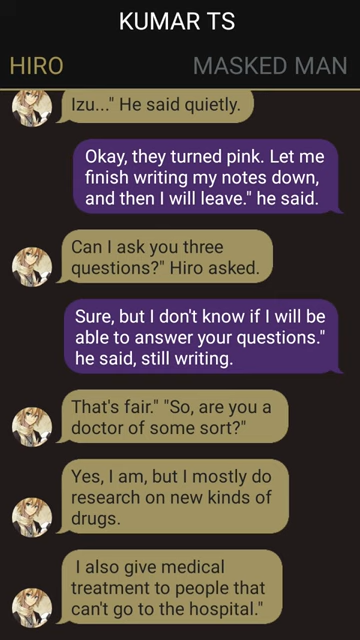 KUMAR TS
HIRO MASKED MAN
Izu..." He said quietly.
Okay, they turned pink. Let me
finish writing my notes down,
and then I will leave." he said.
Can I ask you three
questions?" Hiro asked.
Sure, but I don't know if I will be
able to answer your questions."
he said, still writing.
That's fair." "So, are you a
doctor of some sort?"
Yes, I am, but I mostly do
research on new kinds of
drugs.
I also give medical
treatment to people that
can't go to the hospital."